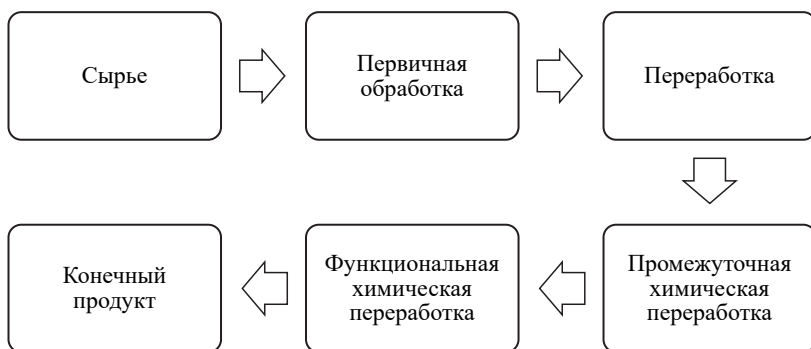 Сырье
Первичная
обработка
Переработка
Промежуточная
химическая
переработка
Функциональная
химическая
переработка
Конечный
продукт